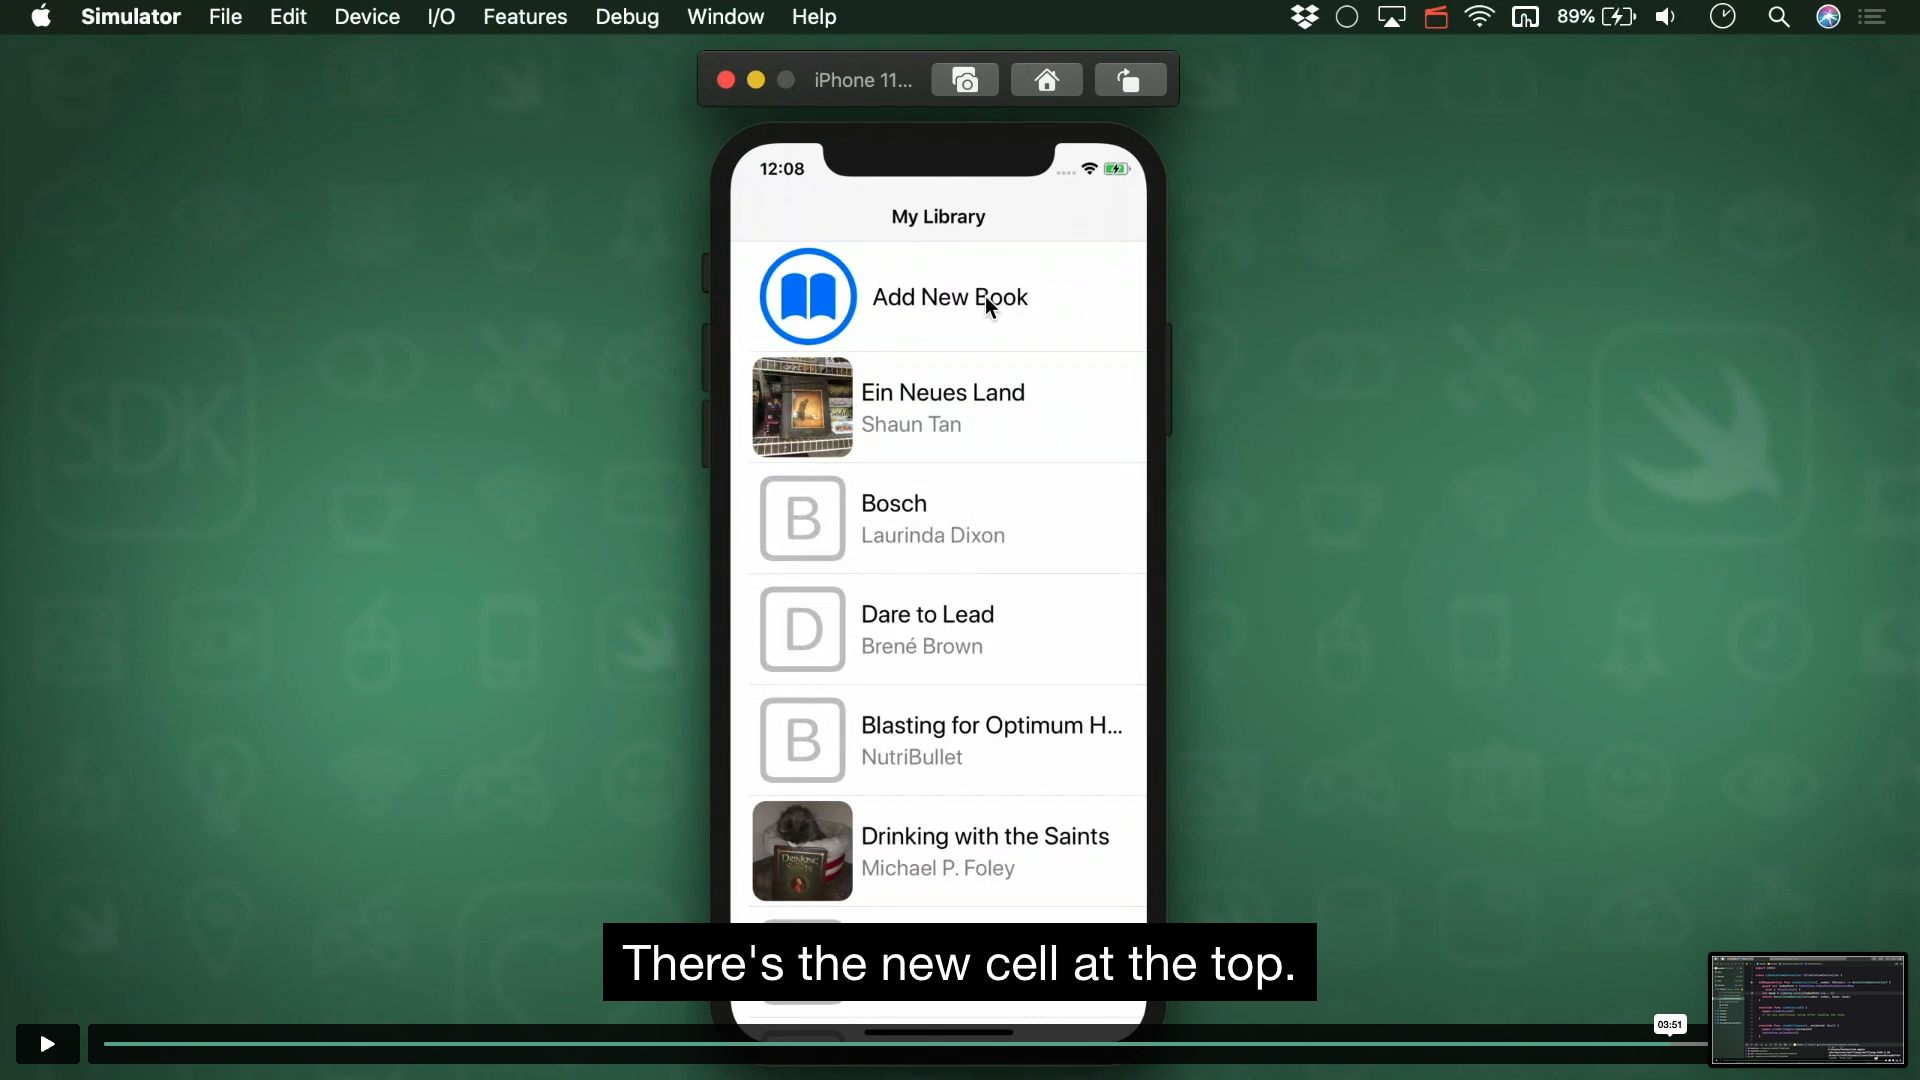 Simulator File Edit Device I/O Features Debug Window Help 89%
iPhone 11...
12:08
My Library
Add New Book
Ein Neues Land
Shaun Tan
B
Bosch
Laurinda Dixon
D
Dare to Lead
Brené Brown
B
Blasting for Optimum H...
NutriBullet
DRINKING
Drinking with the Saints
Michael P. Foley
There's the new cell at the top.
03:51
SDK